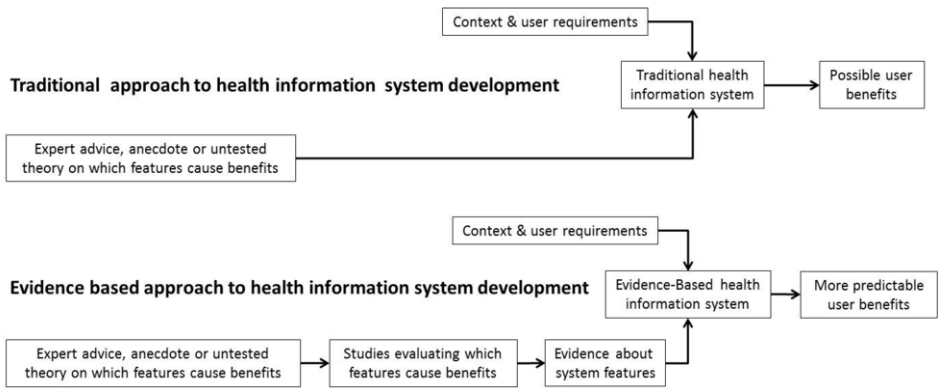 Context & user requirements
Traditional approach to health information system development
Traditional health
information system
Possible user
benefits
Expert advice, anecdote or untested
theory on which features cause benefits
Context & user requirements
Evidence based approach to health information system development
Evidence-Based health
information system
More predictable
user benefits
Expert advice, anecdote or untested
theory on which features cause benefits
Studies evaluating which
features cause benefits
Evidence about
system features